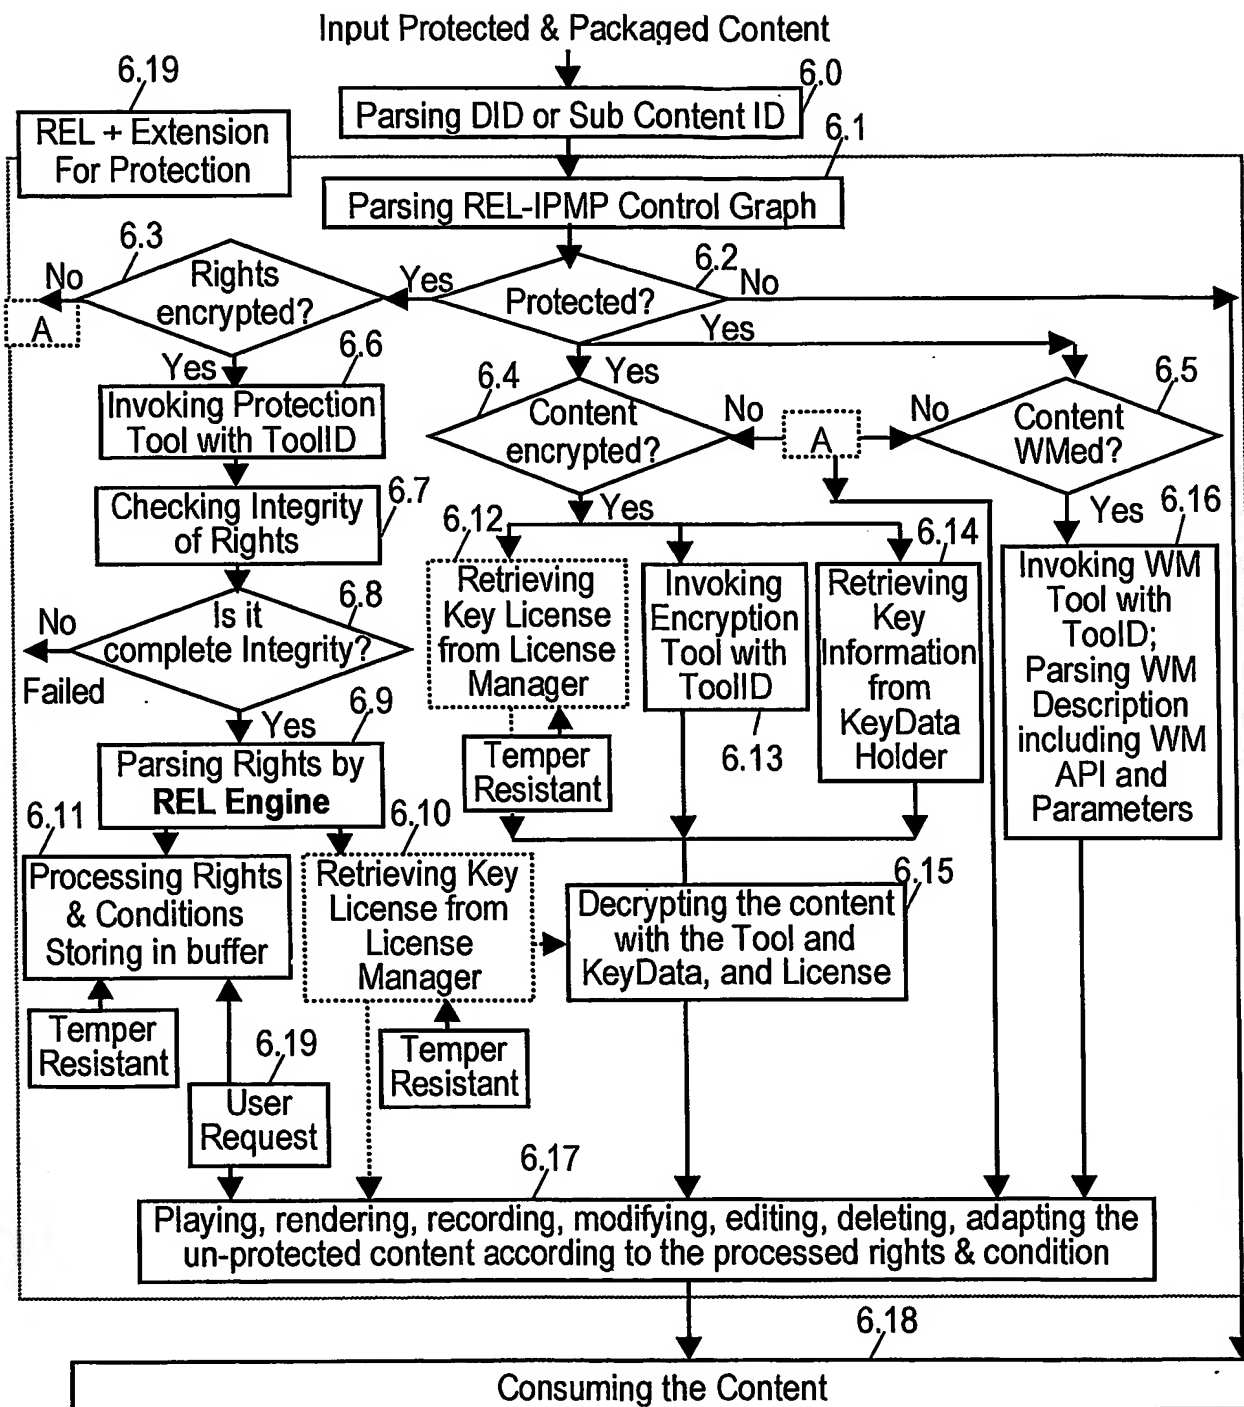 Input Protected & Packaged Content
6.19
6.0
REL + Extension
For Protection
Parsing DID or Sub Content ID
6.1
Parsing REL-IPMP Control Graph
6.3
No
Rights
encrypted?
Yes
6.2
Protected?
No
A
Yes
Yes
6.6
6.4
Yes
6.5
Invoking Protection
Tool with ToolID
Content
encrypted?
No
A
No
Content
WMed?
Checking Integrity
of Rights
6.7
6.12
Yes
6.14
Yes
6.16
Retrieving
Key License
from License
Manager
Invoking
Encryption
Tool with
ToolID
Retrieving
Key
Information
from
KeyData
Holder
Invoking WM
Tool with
ToolD;
Parsing WM
Description
including WM
API and
Parameters
Is it
complete Integrity?
6.8
No
Failed
Yes
6.9
Temper
Resistant
6.13
Parsing Rights by
REL Engine
6.11
6.10
6.15
Processing Rights
& Conditions
Storing in buffer
Retrieving Key
License from
License
Manager
Decrypting the content
with the Tool and
KeyData, and License
Temper
Resistant
6.19
Temper
Resistant
User
Request
6.17
Playing, rendering, recording, modifying, editing, deleting, adapting the
un-protected content according to the processed rights & condition
6.18
Consuming the Content